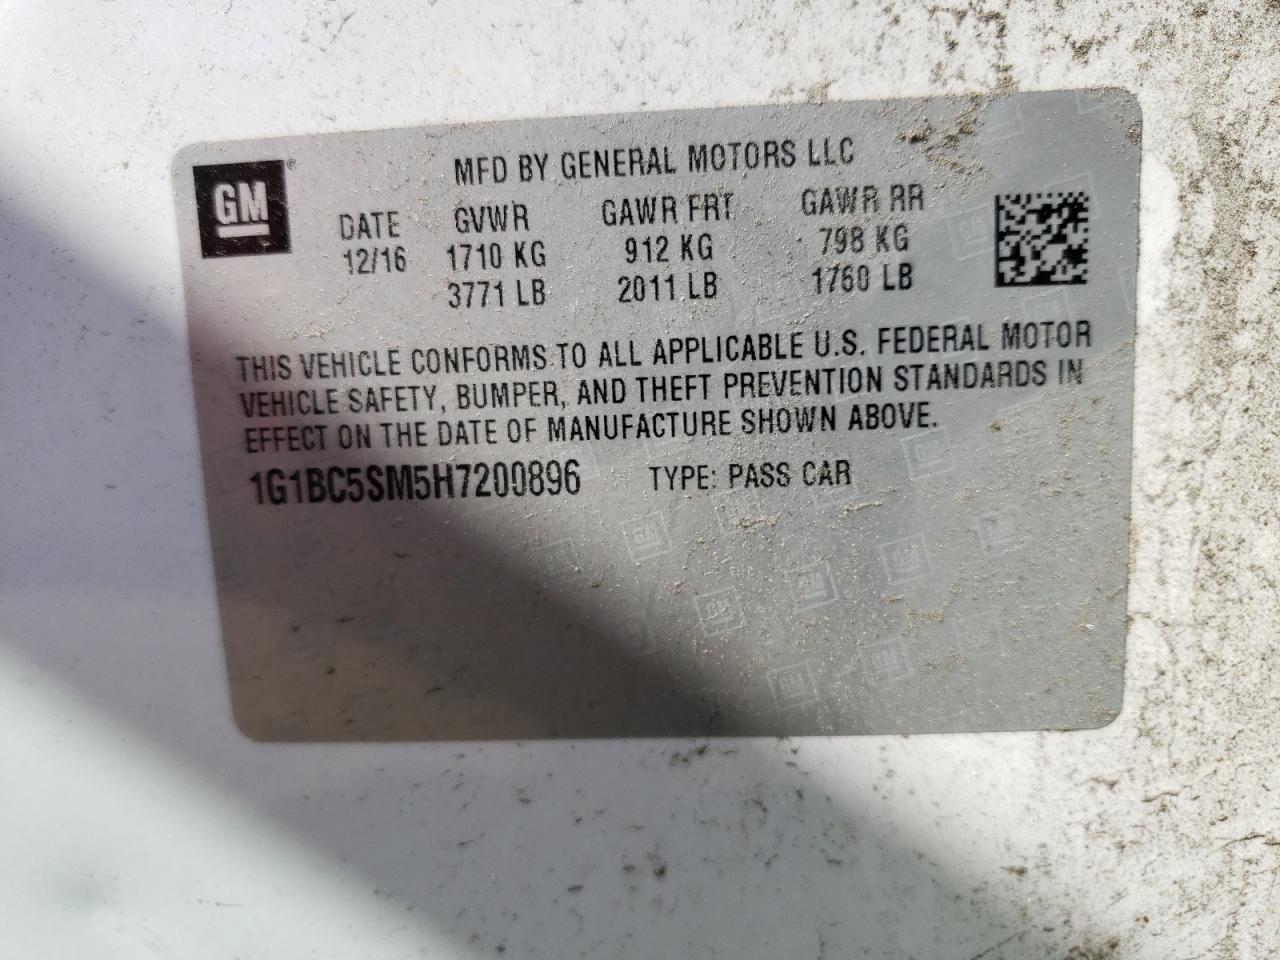 GM
MFD BY GENERAL MOTORS LLC
DATE GVWR GAWR FRT GAWR RR
12/16 1710 KG 912 KG 798 KG
3771 LB 2011 LB 1760 LB
THIS VEHICLE CONFORMS TO ALL APPLICABLE U.S. FEDERAL MOTOR
VEHICLE SAFETY, BUMPER, AND THEFT PREVENTION STANDARDS IN
EFFECT ON THE DATE OF MANUFACTURE SHOWN ABOVE.
1G1BC5SM5H7200896 TYPE: PASS CAR